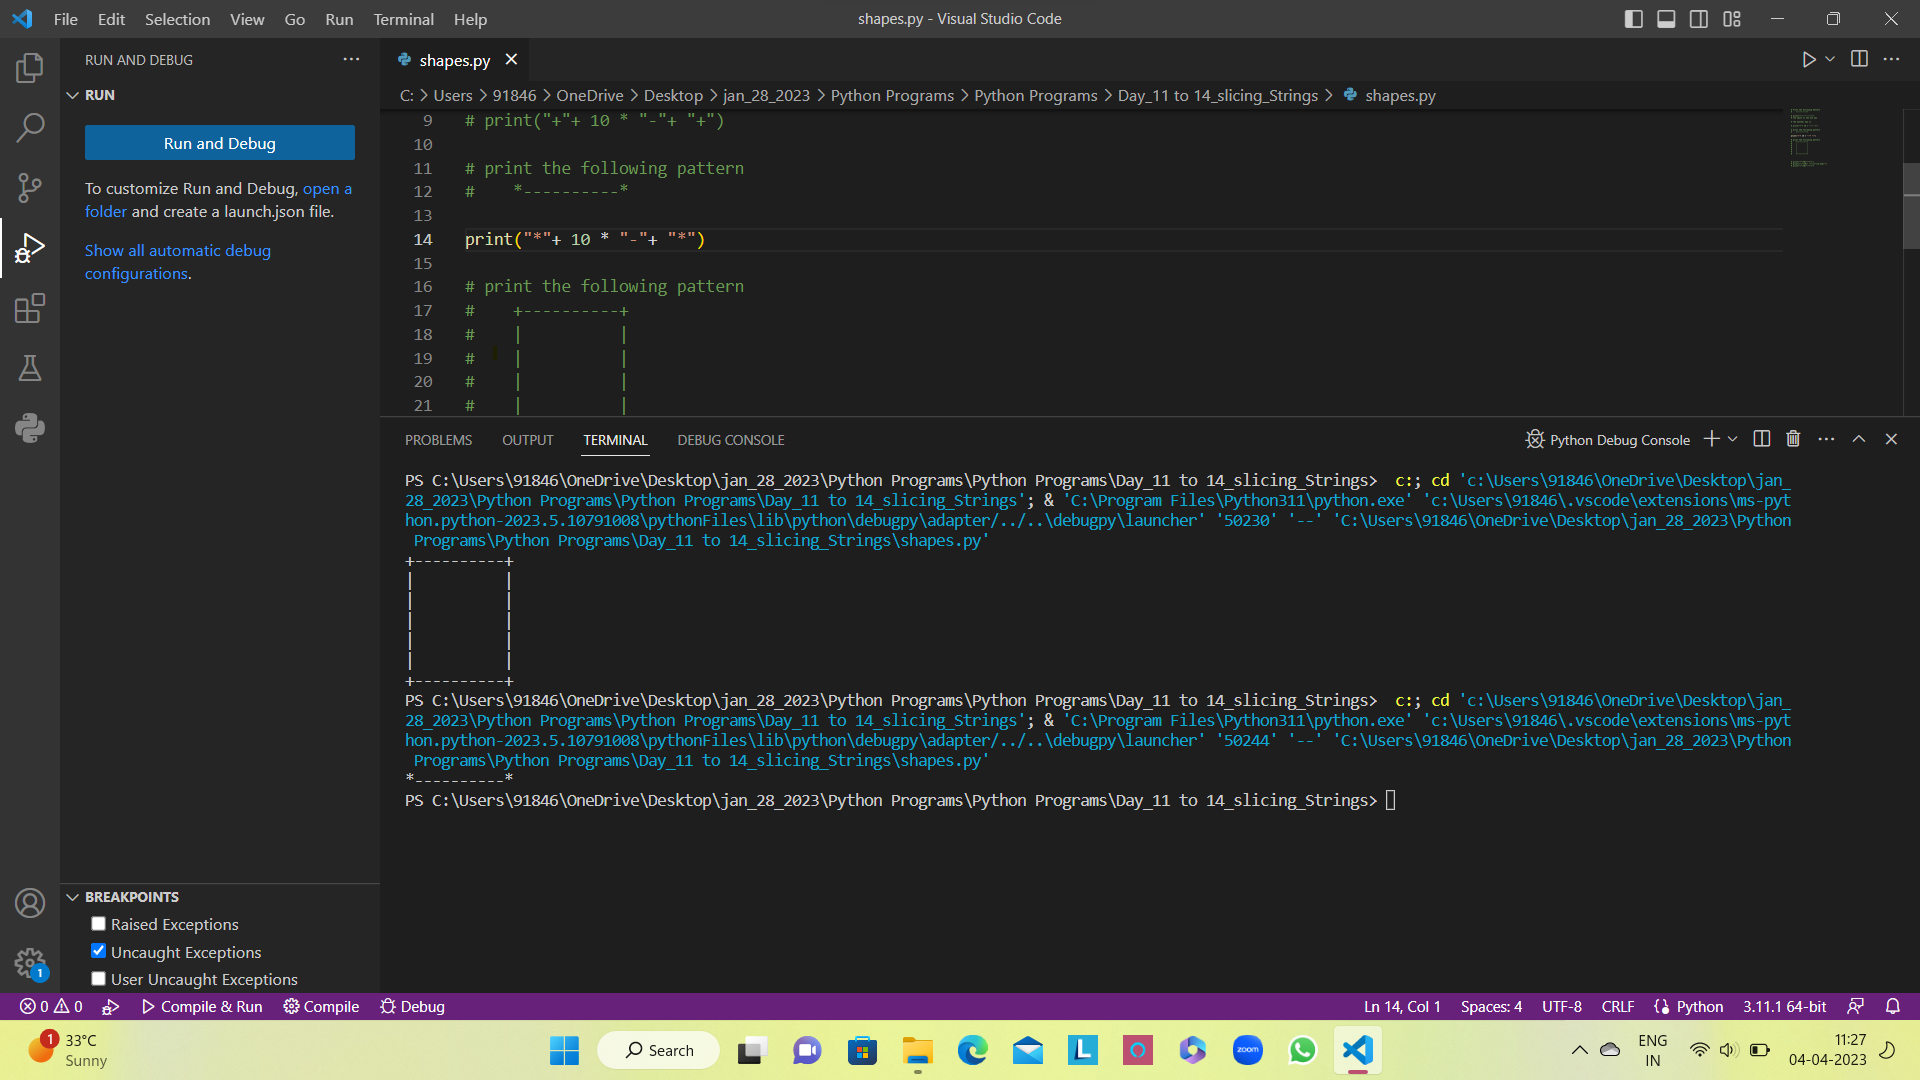 File Edit Selection View Go Run Terminal Help
shapes.py - Visual Studio Code
RUN AND DEBUG
RUN
Run and Debug
To customize Run and Debug, open a
folder and create a launch.json file.
Show all automatic debug
configurations.
shapes.py
C: > Users > 91846 > OneDrive > Desktop > jan_28_2023 > Python Programs > Python Programs > Day_11 to 14_slicing_Strings > shapes.py
9 # print("+"+ 10 * "-"+ "+")
10
11 # print the following pattern
12 #    *----------*
13
14 print("*"+ 10 * "-"+ "*")
15
16 # print the following pattern
17 #    +----------+
18 #    |          |
19 #    |          |
20 #    |          |
21 #    |          |
PROBLEMS OUTPUT TERMINAL DEBUG CONSOLE
Python Debug Console
PS C:\Users\91846\OneDrive\Desktop\jan_28_2023\Python Programs\Python Programs\Day_11 to 14_slicing_Strings>  c:; cd 'c:\Users\91846\OneDrive\Desktop\jan_
28_2023\Python Programs\Python Programs\Day_11 to 14_slicing_Strings'; & 'C:\Program Files\Python311\python.exe' 'c:\Users\91846\.vscode\extensions\ms-pyt
hon.python-2023.5.10791008\pythonFiles\lib\python\debugpy\adapter/../..\debugpy\launcher' '50230' '--' 'C:\Users\91846\OneDrive\Desktop\jan_28_2023\Python
 Programs\Python Programs\Day_11 to 14_slicing_Strings\shapes.py'
+----------+
|          |
|          |
|          |
|          |
|          |
+----------+
PS C:\Users\91846\OneDrive\Desktop\jan_28_2023\Python Programs\Python Programs\Day_11 to 14_slicing_Strings>  c:; cd 'c:\Users\91846\OneDrive\Desktop\jan_
28_2023\Python Programs\Python Programs\Day_11 to 14_slicing_Strings'; & 'C:\Program Files\Python311\python.exe' 'c:\Users\91846\.vscode\extensions\ms-pyt
hon.python-2023.5.10791008\pythonFiles\lib\python\debugpy\adapter/../..\debugpy\launcher' '50244' '--' 'C:\Users\91846\OneDrive\Desktop\jan_28_2023\Python
 Programs\Python Programs\Day_11 to 14_slicing_Strings\shapes.py'
*----------*
PS C:\Users\91846\OneDrive\Desktop\jan_28_2023\Python Programs\Python Programs\Day_11 to 14_slicing_Strings>
BREAKPOINTS
Raised Exceptions
Uncaught Exceptions
User Uncaught Exceptions
1
0 0 Compile & Run Compile Debug
Ln 14, Col 1 Spaces: 4 UTF-8 CRLF Python 3.11.1 64-bit
1
33°C
Sunny
Search
L
zoom
ENG
IN
11:27
04-04-2023